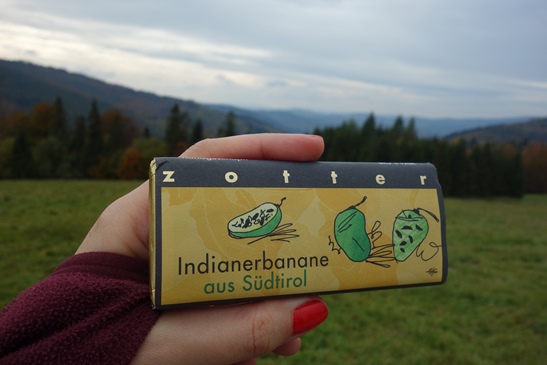 zotter
Indianerbanane
aus Südtirol